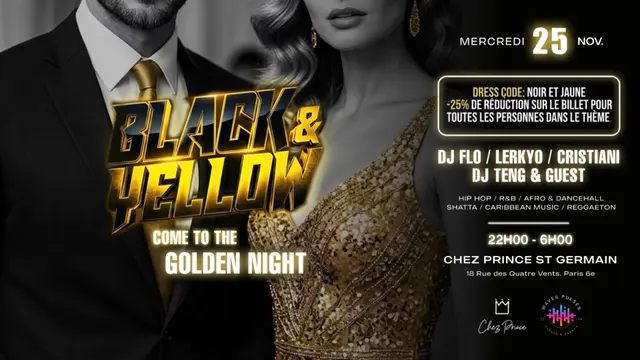 MERCREDI 25 NOV.
DRESS CODE: NOIR ET JAUNE
-25% DE RÉDUCTION SUR LE BILLET POUR
TOUTES LES PERSONNES DANS LE THÈME.
BLACK &
YELLOW
COME TO THE
GOLDEN NIGHT
DJ FLO / LERKYO / CRISTIANI
DJ TENG & GUEST
HIP HOP / R&B / AFRO & DANCEHALL
SHATTA / CARIBBEAN MUSIC / REGGAETON
22H00 - 6H00
CHEZ PRINCE ST GERMAIN
18 Rue des Quatre Vents, Paris 6e
Chez Prince
WAVES PULSES